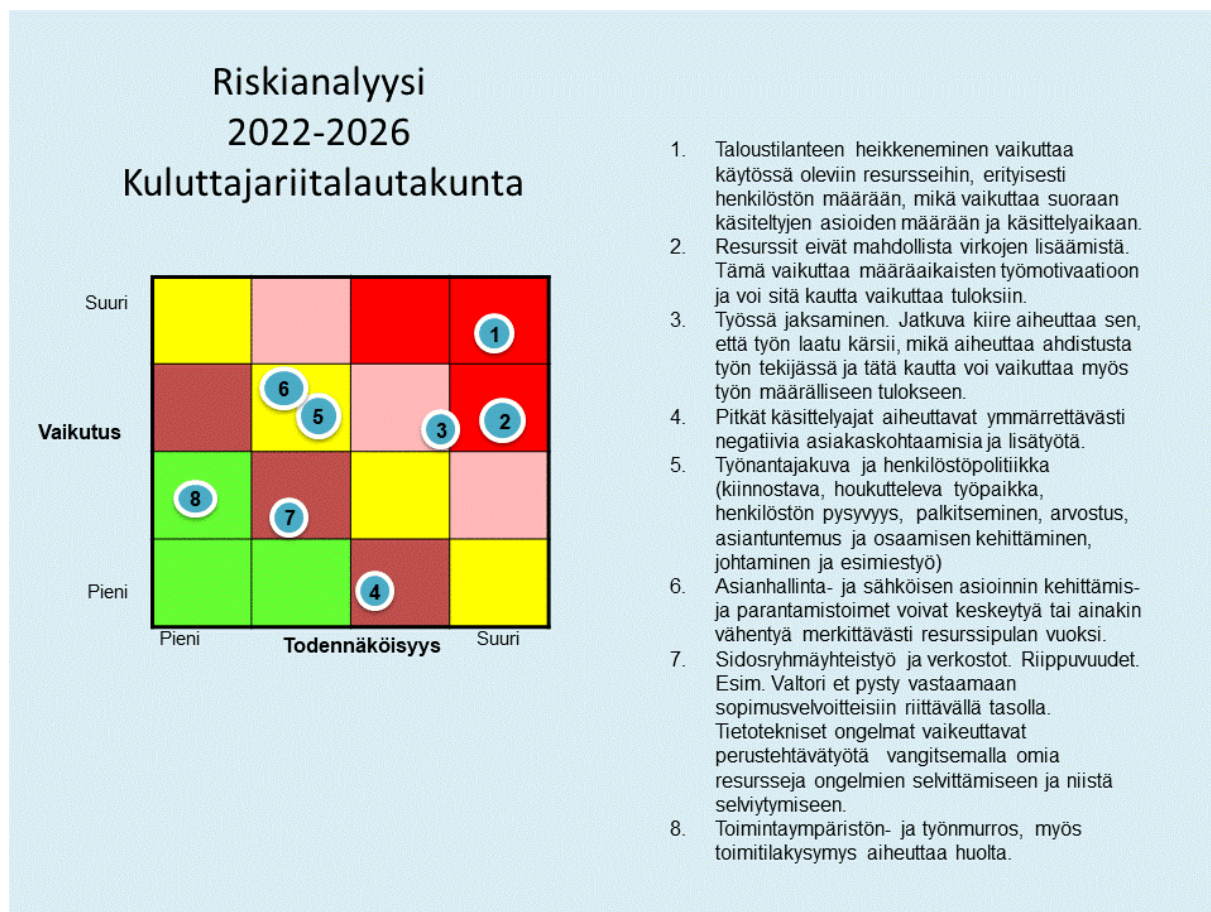 Riskianalyysi
2022-2026
Kuluttajariitalautakunta
Suuri
Vaikutus
Pieni
Pieni
Todennäköisyys
Suuri
1
6
5
3
2
8
7
4
1. Taloustilanteen heikkeneminen vaikuttaa
käytössä oleviin resursseihin, erityisesti
henkilöstön määrään, mikä vaikuttaa suoraan
käsiteltyjen asioiden määrään ja käsittelyaikaan.
2. Resurssit eivät mahdollista virkojen lisäämistä.
Tämä vaikuttaa määräaikaisten työmotivaatioon
ja voi sitä kautta vaikuttaa tuloksiin.
3. Työssä jaksaminen. Jatkuva kiire aiheuttaa sen,
että työn laatu kärsii, mikä aiheuttaa ahdistusta
työn tekijässä ja tätä kautta voi vaikuttaa myös
työn määrälliseen tulokseen.
4. Pitkät käsittelyajat aiheuttavat ymmärrettävästi
negatiivia asiakaskohtaamisia ja lisätyötä.
5. Työnantajakuva ja henkilöstöpolitiikka
(kiinnostava, houkutteleva työpaikka,
henkilöstön pysyvyys, palkitseminen, arvostus,
asiantuntemus ja osaamisen kehittäminen,
johtaminen ja esimiestyö)
6. Asianhallinta- ja sähköisen asioinnin kehittämis-
ja parantamistoimet voivat keskeytyä tai ainakin
vähentyä merkittävästi resurssipulan vuoksi.
7. Sidosryhmäyhteistyö ja verkostot. Riippuvuudet.
Esim. Valtori et pysty vastaamaan
sopimusvelvoitteisiin riittävällä tasolla.
Tietotekniset ongelmat vaikeuttavat
perustehtävätyötä vangitsemalla omia
resursseja ongelmien selvittämiseen ja niistä
selviytymiseen.
8. Toimintaympäristön- ja työnmurros, myös
toimitilakysymys aiheuttaa huolta.